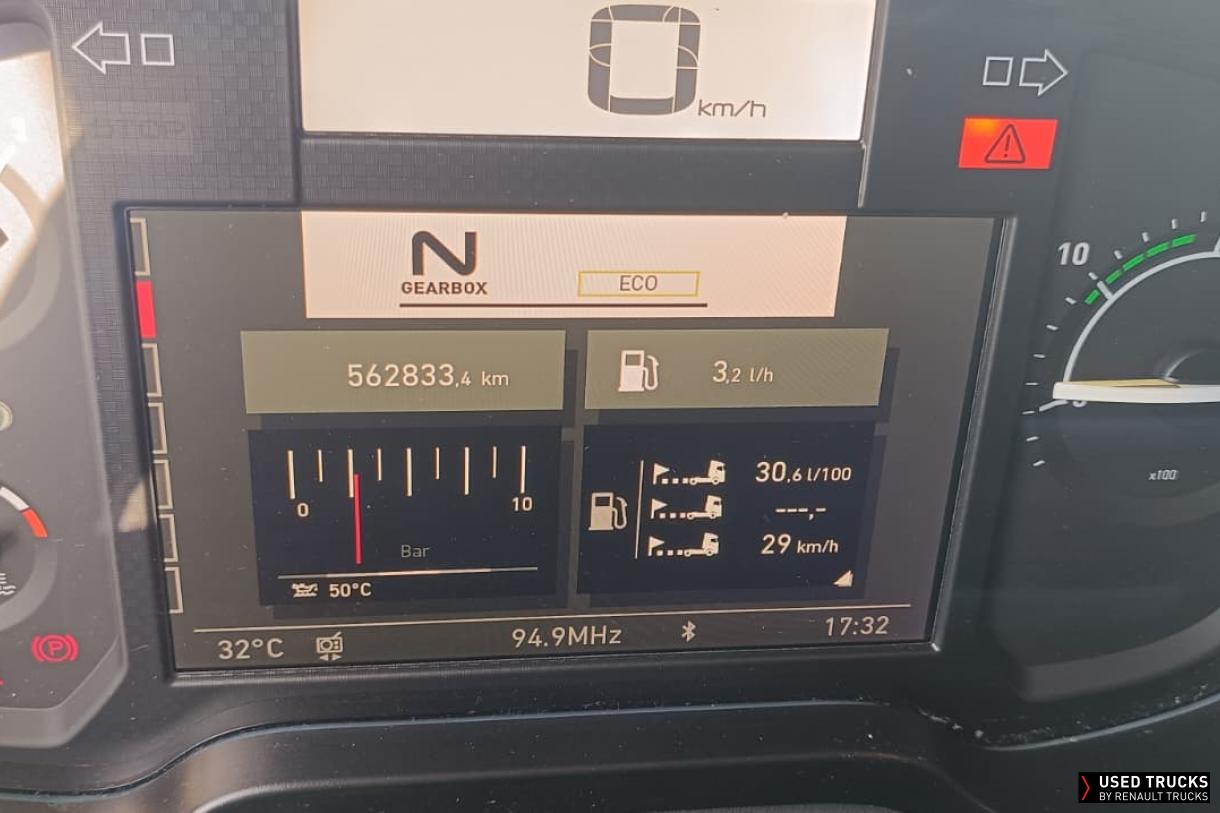 STOP
0 km/h
N
GEARBOX
ECO
10
562833,4 km
3,2 l/h
0
10
Bar
50°C
30,6 l/100
---,-
29 km/h
x100
P
32°C
94.9MHz
17:32
USED TRUCKS
BY RENAULT TRUCKS